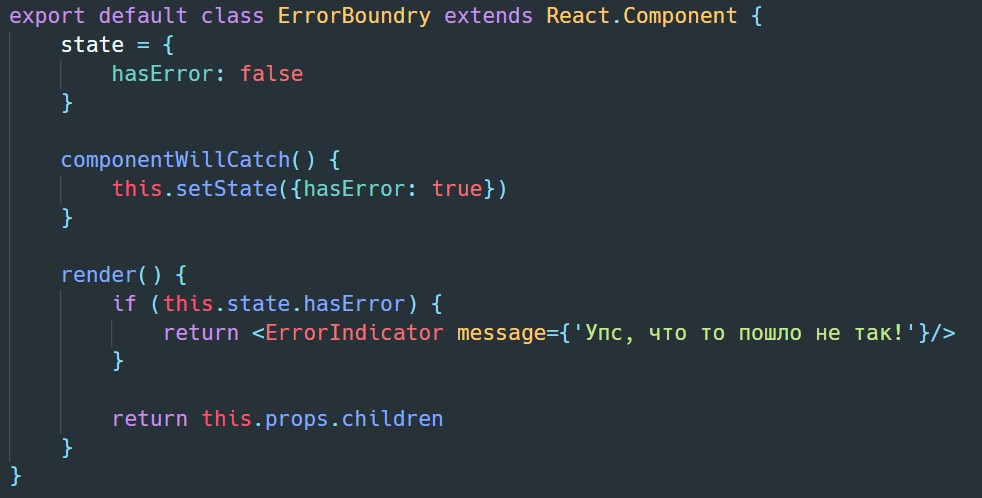 export default class ErrorBoundry extends React.Component {
state = {
hasError: false
}
componentWillCatch() {
this.setState({hasError: true})
}
render() {
if (this.state.hasError) {
return <ErrorIndicator message={'Упс, что то пошло не так!'}/>
}
return this.props.children
}
}